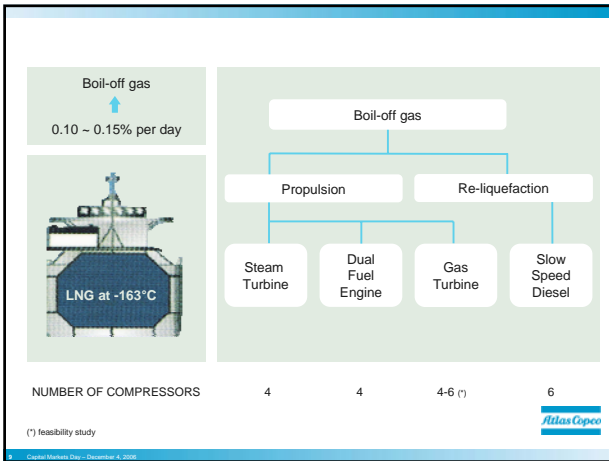 Boil-off gas
0.10 ~ 0.15% per day
LNG at -163°C
Boil-off gas
Propulsion
Re-liquefaction
Steam
Turbine
Dual
Fuel
Engine
Gas
Turbine
Slow
Speed
Diesel
NUMBER OF COMPRESSORS 4 4 4-6 (*) 6
(*) feasibility study
Atlas Copco
9 Capital Markets Day – December 4, 2006